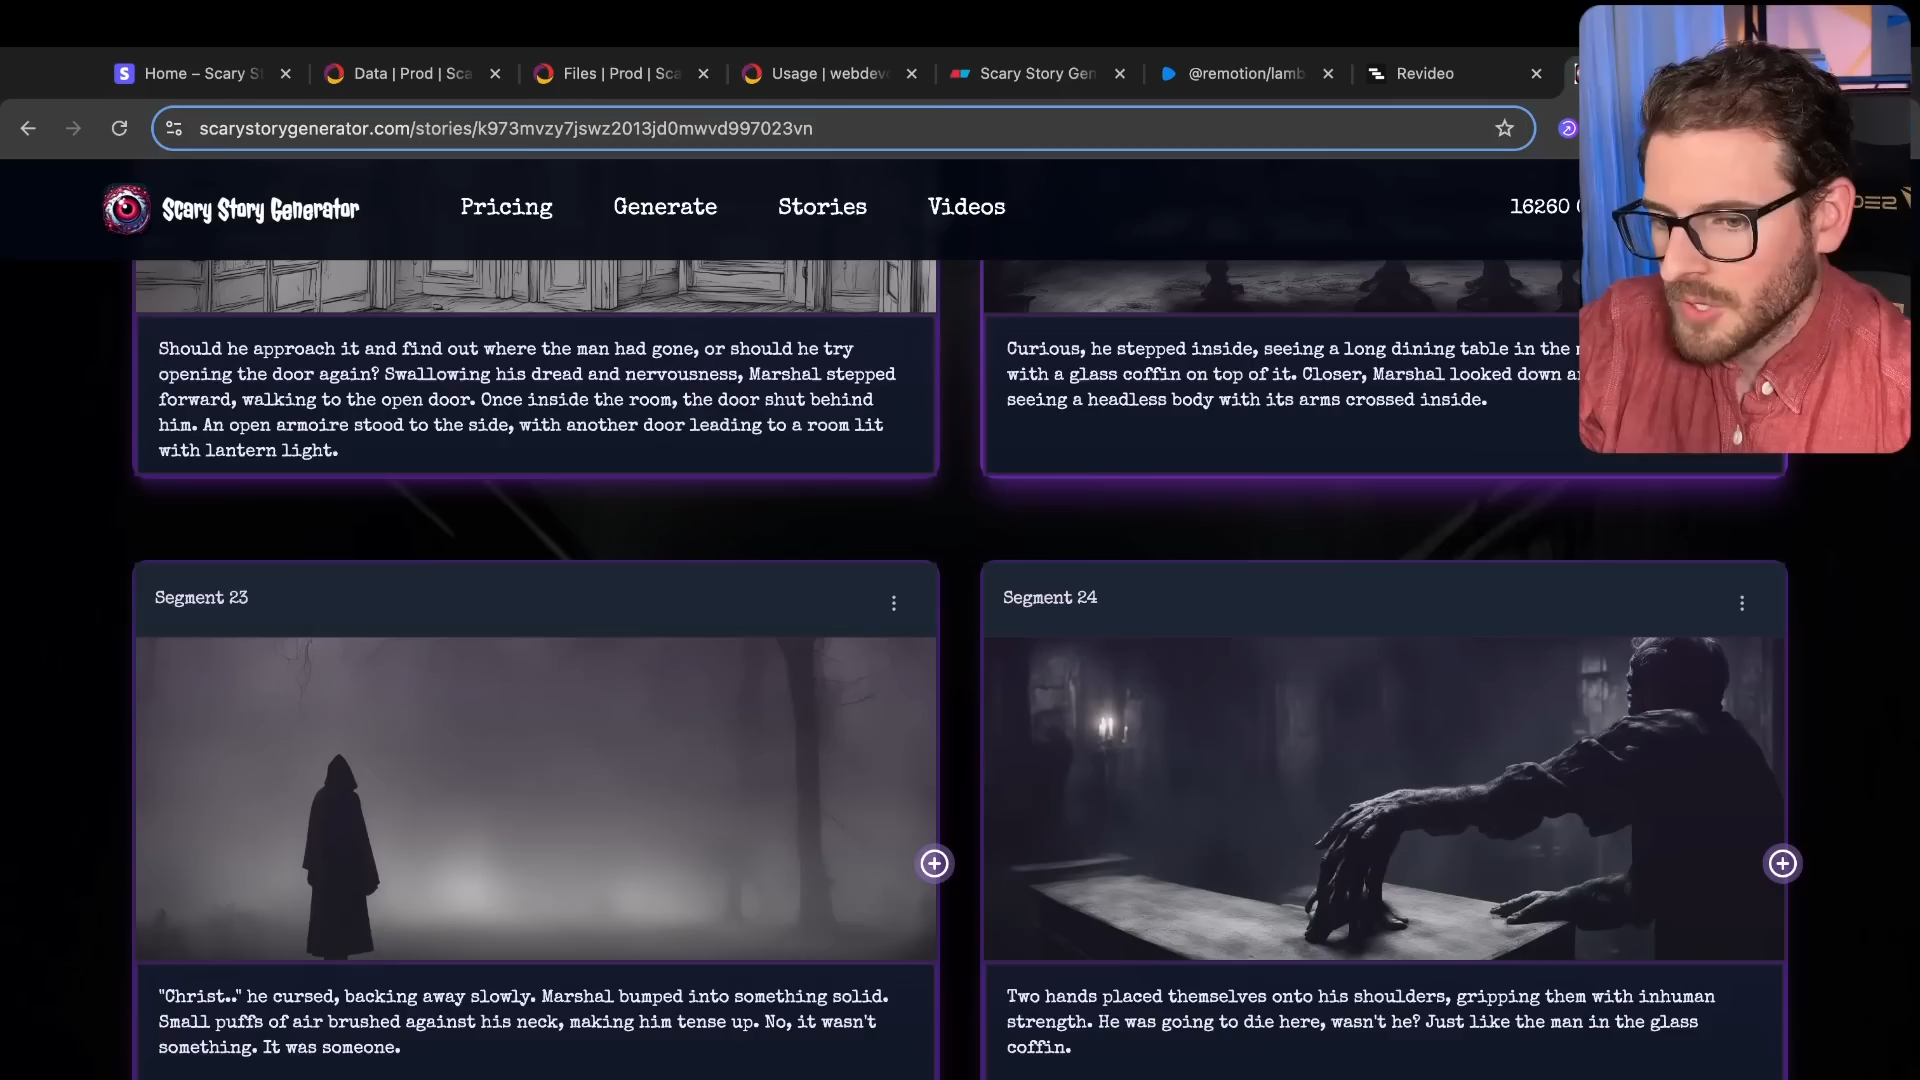 Home – Scary S
Data | Prod | Sca
Files | Prod | Sca
Usage | webdev
Scary Story Gen
@remotion/lamb
Revideo
scarystorygenerator.com/stories/k973mvzy7jswz2013jd0mwvd997023vn
Scary Story Generator
Pricing
Generate
Stories
Videos
16260
Should he approach it and find out where the man had gone, or should he try
opening the door again? Swallowing his dread and nervousness, Marshal stepped
forward, walking to the open door. Once inside the room, the door shut behind
him. An open armoire stood to the side, with another door leading to a room lit
with lantern light.
Curious, he stepped inside, seeing a long dining table in the
with a glass coffin on top of it. Closer, Marshal looked down
seeing a headless body with its arms crossed inside.
Segment 23
Segment 24
"Christ.." he cursed, backing away slowly. Marshal bumped into something solid.
Small puffs of air brushed against his neck, making him tense up. No, it wasn't
something. It was someone.
Two hands placed themselves onto his shoulders, gripping them with inhuman
strength. He was going to die here, wasn't he? Just like the man in the glass
coffin.